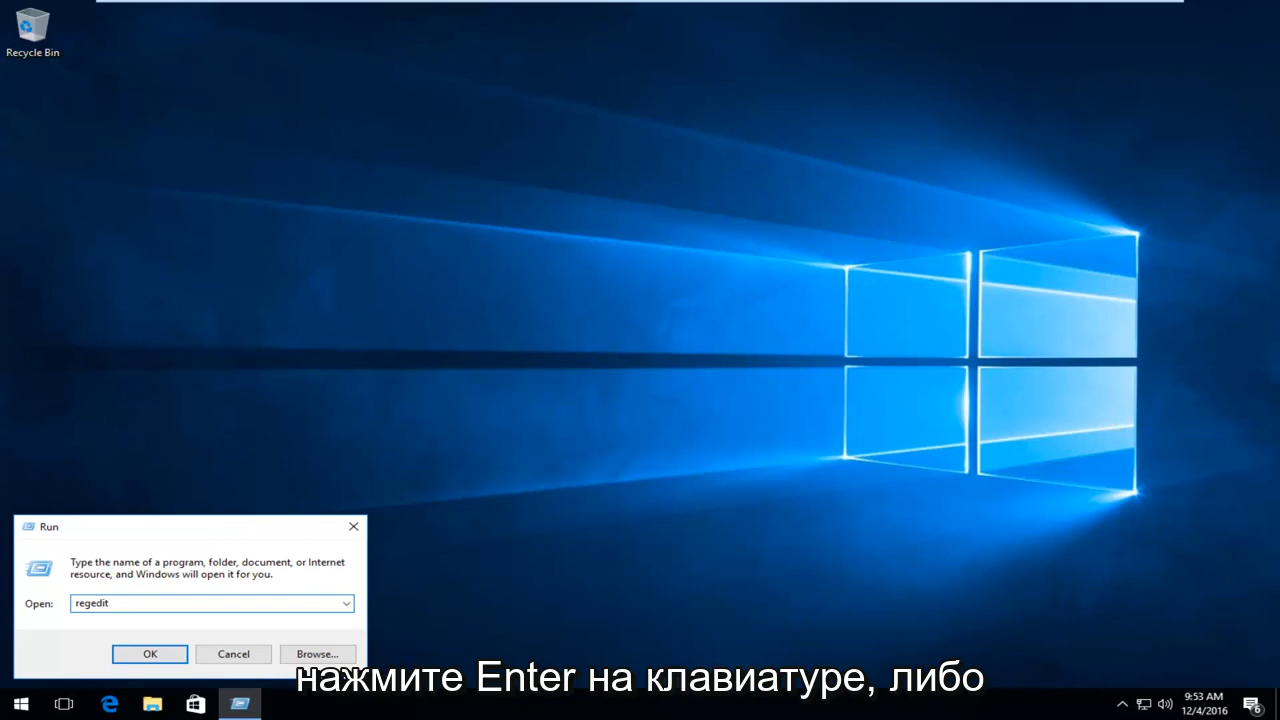 Recycle Bin
Run
Type the name of a program, folder, document, or Internet
resource, and Windows will open it for you.
Open:
regedit
OK
Cancel
Browse...
нажмите Enter на клавиатуре, либо
9:53 AM
12/4/2016
6